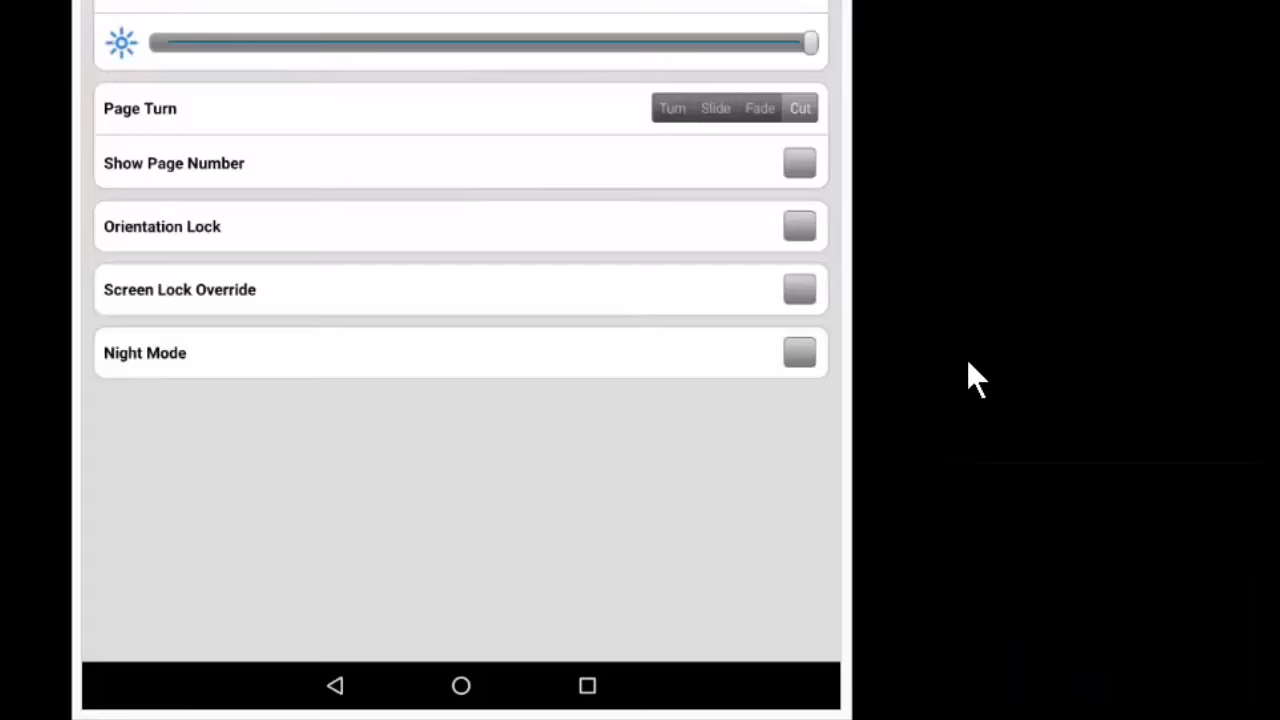 Page Turn Turn Slide Fade Cut
Show Page Number
Orientation Lock
Screen Lock Override
Night Mode